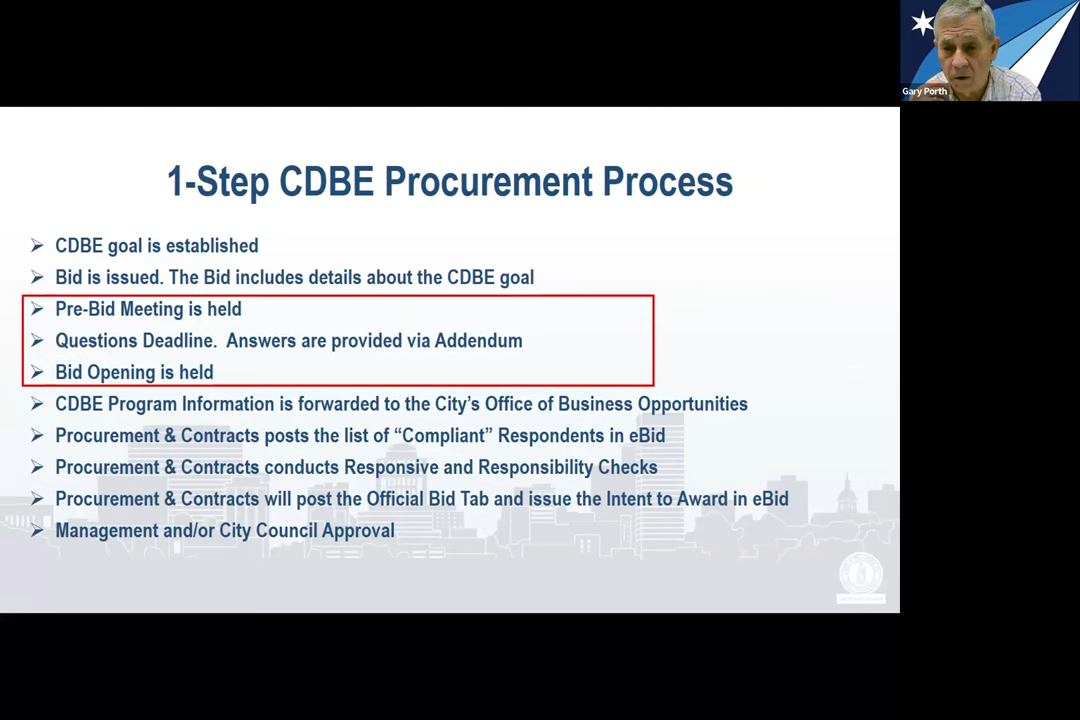 Gary Porth
1-Step CDBE Procurement Process
➢ CDBE goal is established
➢ Bid is issued. The Bid includes details about the CDBE goal
➢ Pre-Bid Meeting is held
➢ Questions Deadline.  Answers are provided via Addendum
➢ Bid Opening is held
➢ CDBE Program Information is forwarded to the City’s Office of Business Opportunities
➢ Procurement & Contracts posts the list of “Compliant” Respondents in eBid
➢ Procurement & Contracts conducts Responsive and Responsibility Checks
➢ Procurement & Contracts will post the Official Bid Tab and issue the Intent to Award in eBid
➢ Management and/or City Council Approval